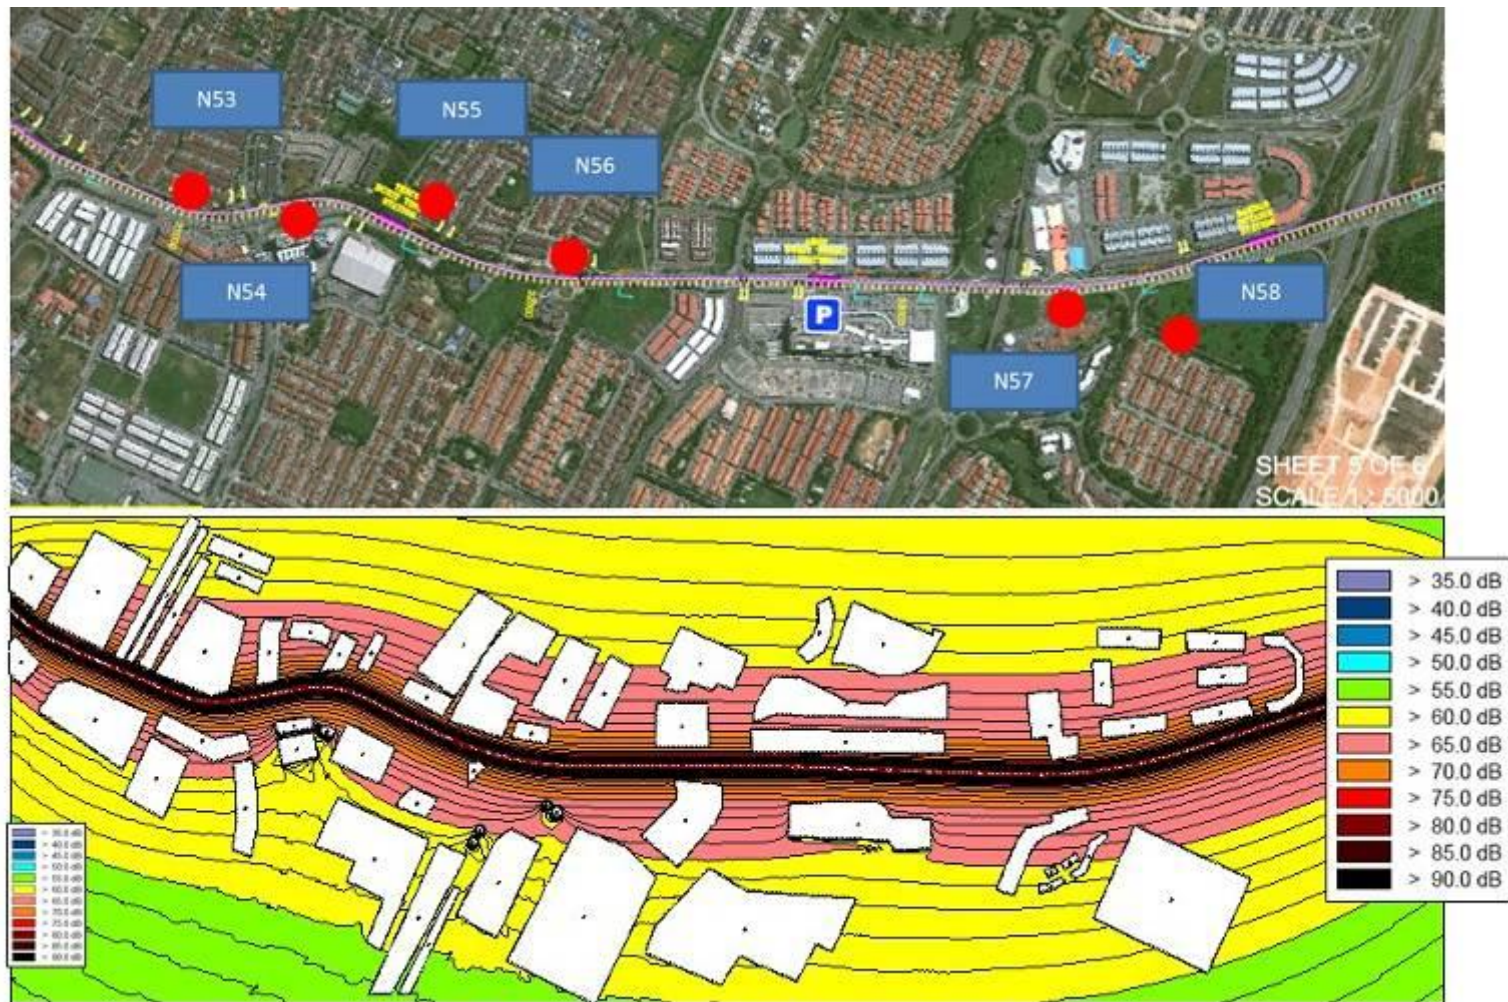 N53
N55
N56
N54
P
N58
N57
SHEET 5 OF 6
SCALE 1 : 5000
> 35.0 dB
> 40.0 dB
> 45.0 dB
> 50.0 dB
> 55.0 dB
> 60.0 dB
> 65.0 dB
> 70.0 dB
> 75.0 dB
> 80.0 dB
> 85.0 dB
> 90.0 dB